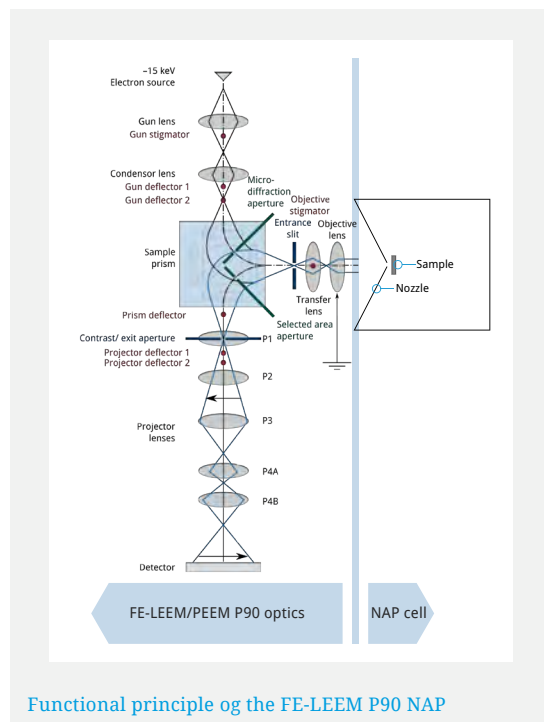 ~15 keV
Electron source
Gun lens
Gun stigmator
Condensor lens
Gun deflector 1
Gun deflector 2
Micro-
diffraction
aperture
Objective
stigmator
Entrance
slit
Objective
lens
Sample
prism
Sample
Nozzle
Transfer
lens
Prism deflector
Selected area
aperture
Contrast/ exit aperture
P1
Projector deflector 1
Projector deflector 2
P2
P3
Projector
lenses
P4A
P4B
Detector
FE-LEEM/PEEM P90 optics
NAP cell
Functional principle og the FE-LEEM P90 NAP